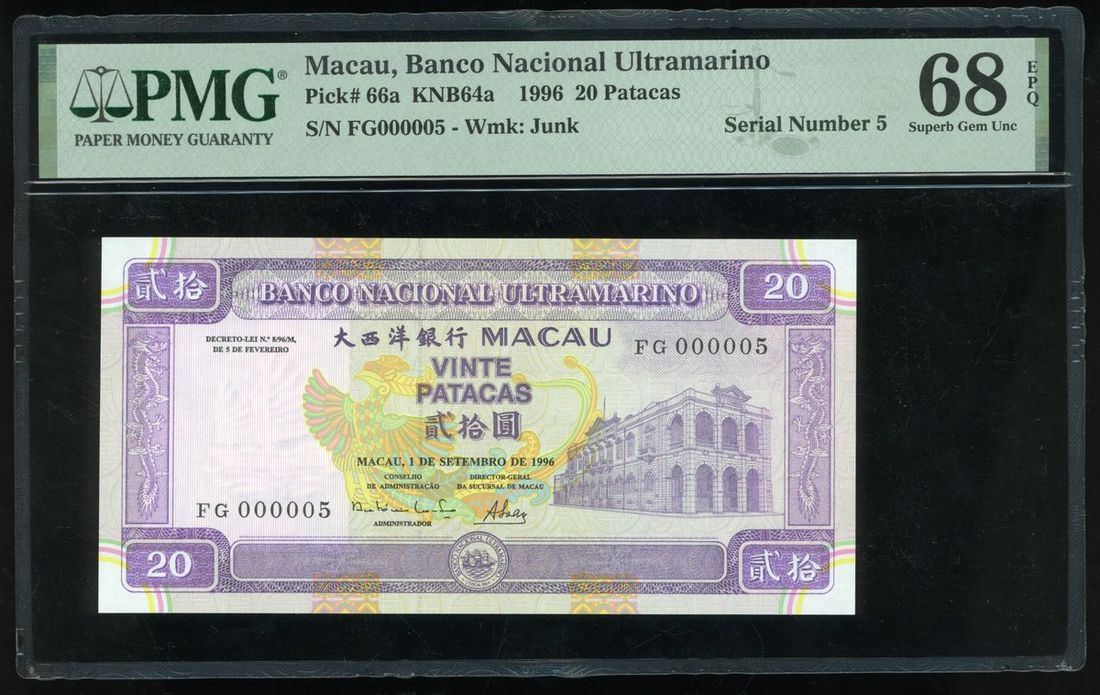 PMG®
PAPER MONEY GUARANTY
Macau, Banco Nacional Ultramarino
Pick# 66a KNB64a 1996 20 Patacas
S/N FG000005 - Wmk: Junk
Serial Number 5
68
EPQ
Superb Gem Unc
貳拾
BANCO NACIONAL ULTRAMARINO
20
大西洋銀行 MACAU
DECRETO-LEI N.º 8/96/M,
DE 5 DE FEVEREIRO
FG 000005
VINTE
PATACAS
貳拾圓
MACAU, 1 DE SETEMBRO DE 1996
CONSELHO
DE ADMINISTRAÇÃO
DIRECTOR-GERAL
DA SUCURSAL DE MACAU
FG 000005
ADMINISTRADOR
20
BANCO NACIONAL ULTRAMARINO
貳拾